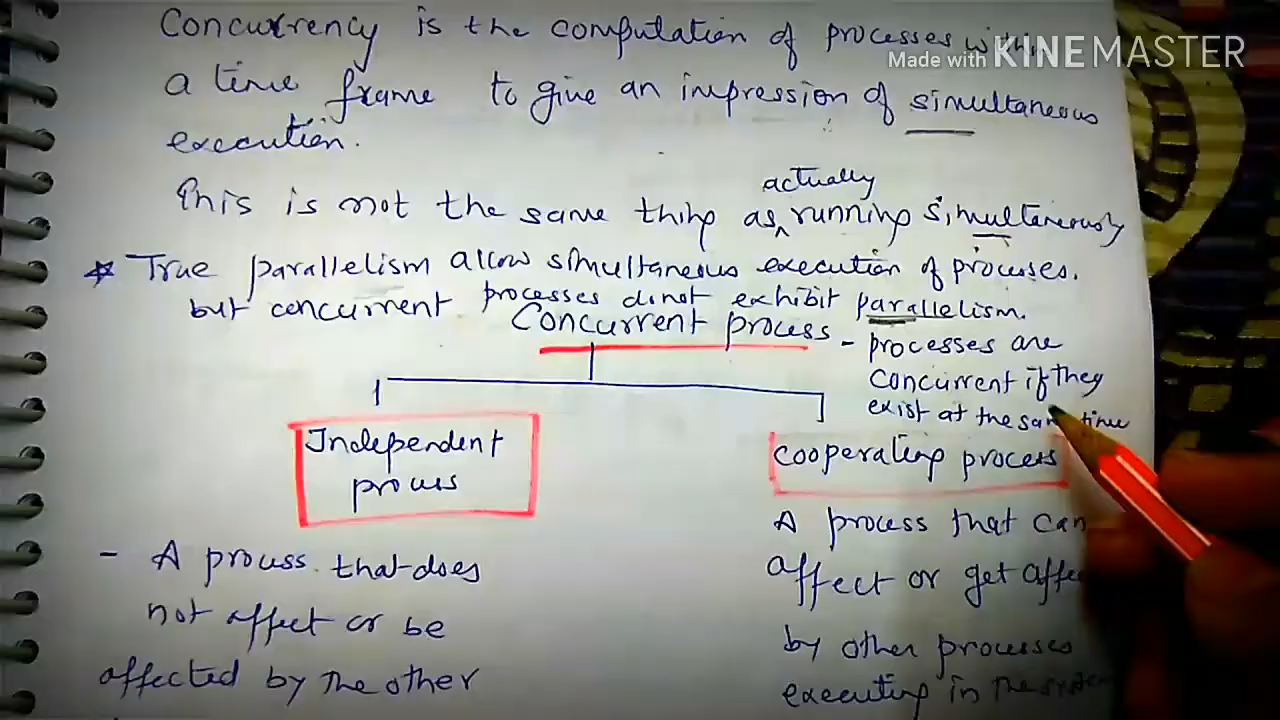 Concurrency is the computation of processes
Made with KINEMASTER
a time frame to give an impression of simultaneous
execution.
actually
This is not the same thing as^ running simultaneously
* True parallelism allow simultaneous execution of processes.
but concurrent processes do not exhibit parallelism.
Concurrent process - processes are
concurrent if they
exist at the same time
Independent
process
cooperating process
- A process that does
not affect or be
affected by the other
A process that can
affect or get
by other processes
executing in the